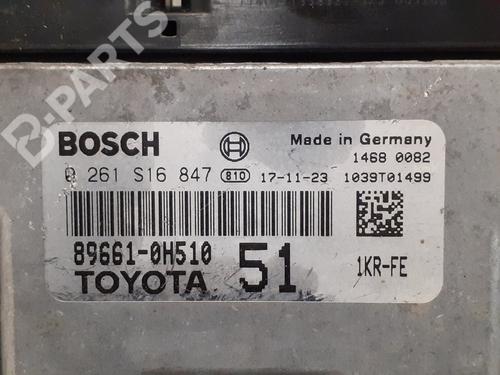 B-PARTS
BOSCH
Made in Germany
1468 0082
0 261 S16 847 810 17-11-23 1039T01499
89661-0H510
TOYOTA 51 1KR-FE